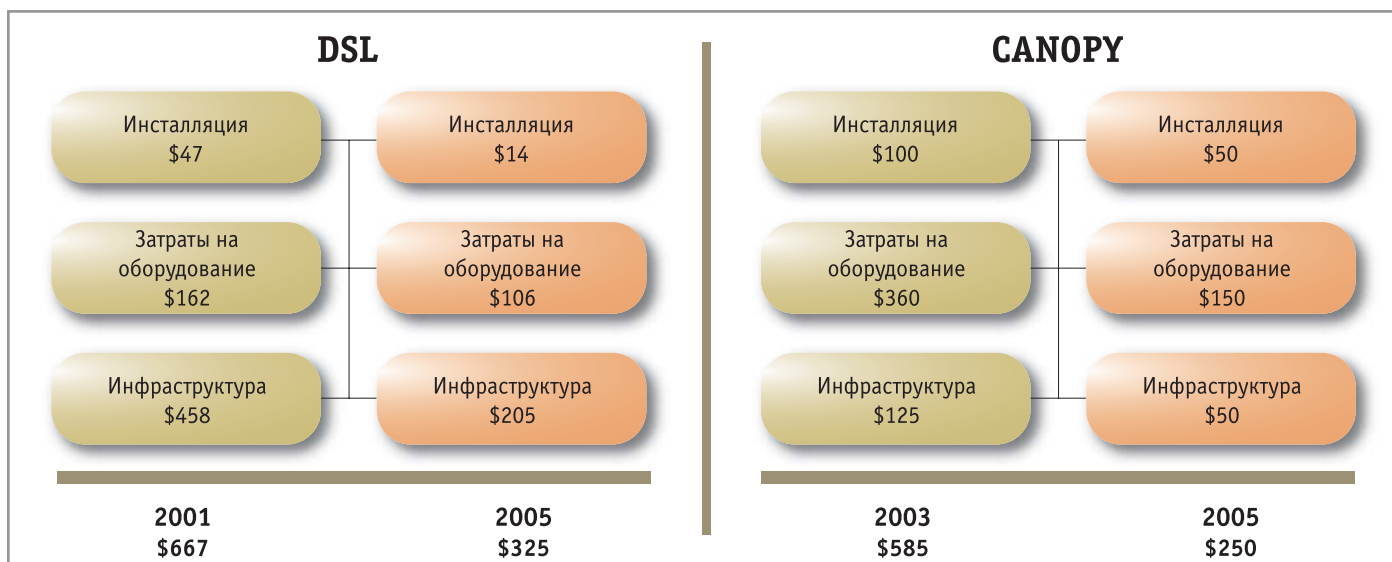 DSL
Инсталляция
$47
Инсталляция
$14
Затраты на
оборудование
$162
Затраты на
оборудование
$106
Инфраструктура
$458
Инфраструктура
$205
2001
$667
2005
$325
CANOPY
Инсталляция
$100
Инсталляция
$50
Затраты на
оборудование
$360
Затраты на
оборудование
$150
Инфраструктура
$125
Инфраструктура
$50
2003
$585
2005
$250